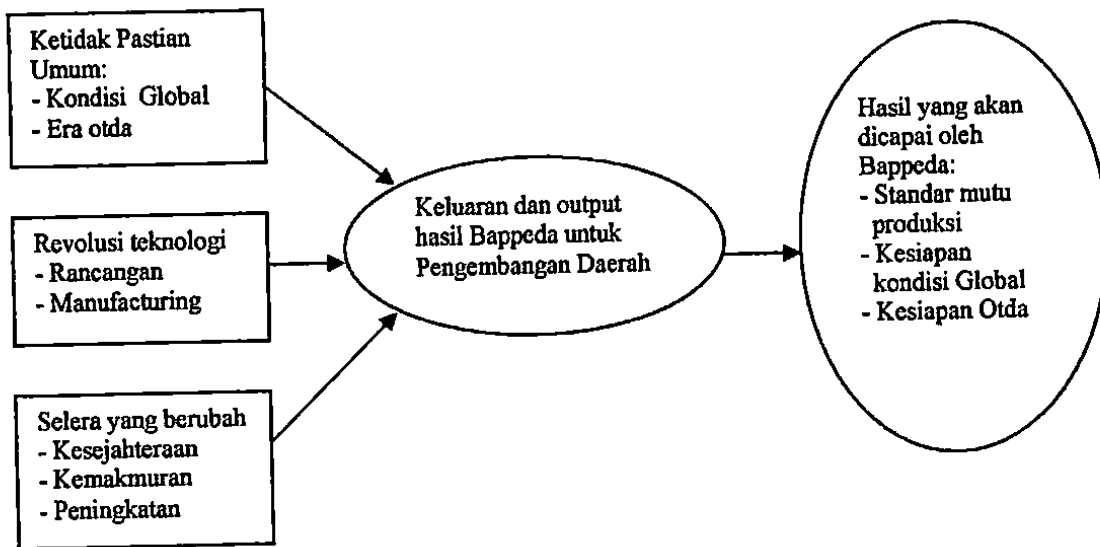 Ketidak Pastian
Umum:
- Kondisi Global
- Era otda
Revolusi teknologi
- Rancangan
- Manufacturing
Selera yang berubah
- Kesejahteraan
- Kemakmuran
- Peningkatan
Keluaran dan output
hasil Bappeda untuk
Pengembangan Daerah
Hasil yang akan
dicapai oleh
Bappeda:
- Standar mutu
produksi
- Kesiapan
kondisi Global
- Kesiapan Otda